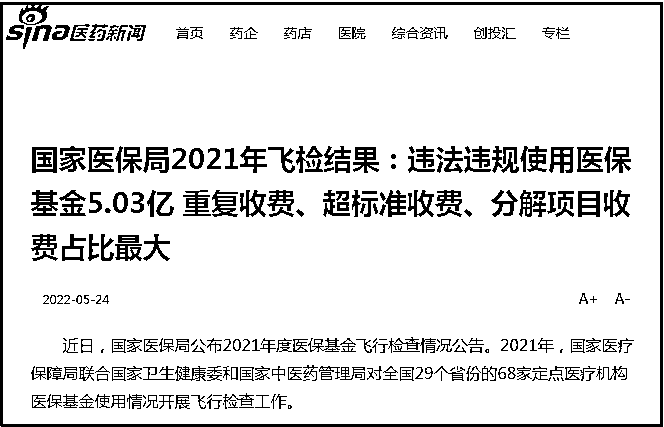 sina医药新闻 首页 药企 药店 医院 综合资讯 创投汇 专栏
国家医保局2021年飞检结果：违法违规使用医保
基金5.03亿 重复收费、超标准收费、分解项目收
费占比最大
2022-05-24 A+ A-
近日，国家医保局公布2021年度医保基金飞行检查情况公告。2021年，国家医疗
保障局联合国家卫生健康委和国家中医药管理局对全国29个省份的68家定点医疗机构
医保基金使用情况开展飞行检查工作。